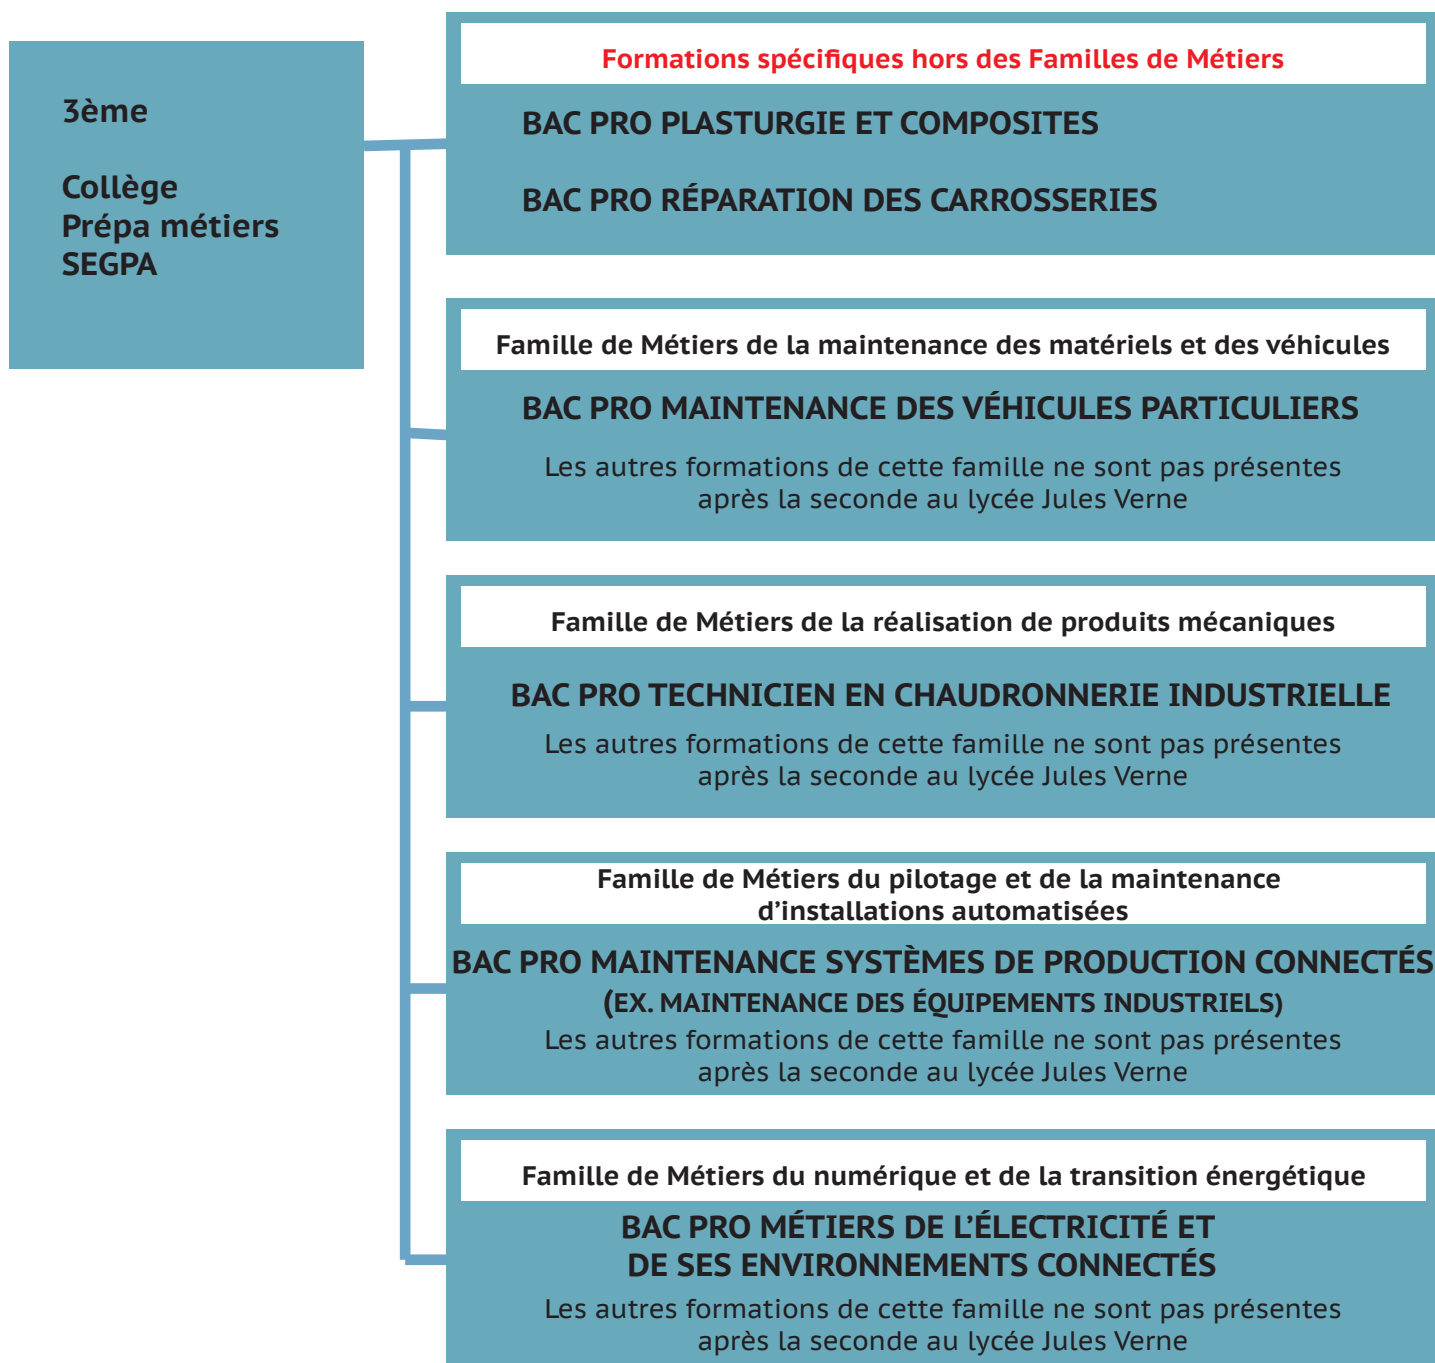 3ème
Collège
Prépa métiers
SEGPA
Formations spécifiques hors des Familles de Métiers
BAC PRO PLASTURGIE ET COMPOSITES
BAC PRO RÉPARATION DES CARROSSERIES
Famille de Métiers de la maintenance des matériels et des véhicules
BAC PRO MAINTENANCE DES VÉHICULES PARTICULIERS
Les autres formations de cette famille ne sont pas présentes
après la seconde au lycée Jules Verne
Famille de Métiers de la réalisation de produits mécaniques
BAC PRO TECHNICIEN EN CHAUDRONNERIE INDUSTRIELLE
Les autres formations de cette famille ne sont pas présentes
après la seconde au lycée Jules Verne
Famille de Métiers du pilotage et de la maintenance
d’installations automatisées
BAC PRO MAINTENANCE SYSTÈMES DE PRODUCTION CONNECTÉS
(EX. MAINTENANCE DES ÉQUIPEMENTS INDUSTRIELS)
Les autres formations de cette famille ne sont pas présentes
après la seconde au lycée Jules Verne
Famille de Métiers du numérique et de la transition énergétique
BAC PRO MÉTIERS DE L’ÉLECTRICITÉ ET
DE SES ENVIRONNEMENTS CONNECTÉS
Les autres formations de cette famille ne sont pas présentes
après la seconde au lycée Jules Verne